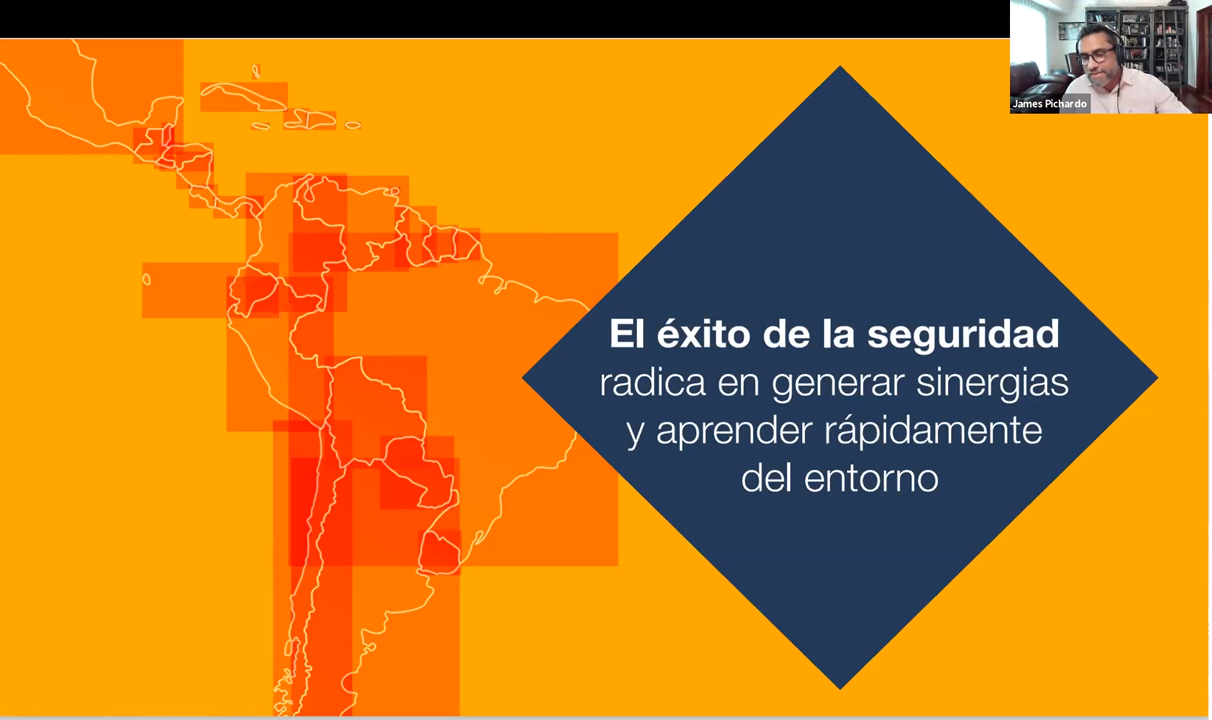 James Pichardo
El éxito de la seguridad
radica en generar sinergias
y aprender rápidamente
del entorno